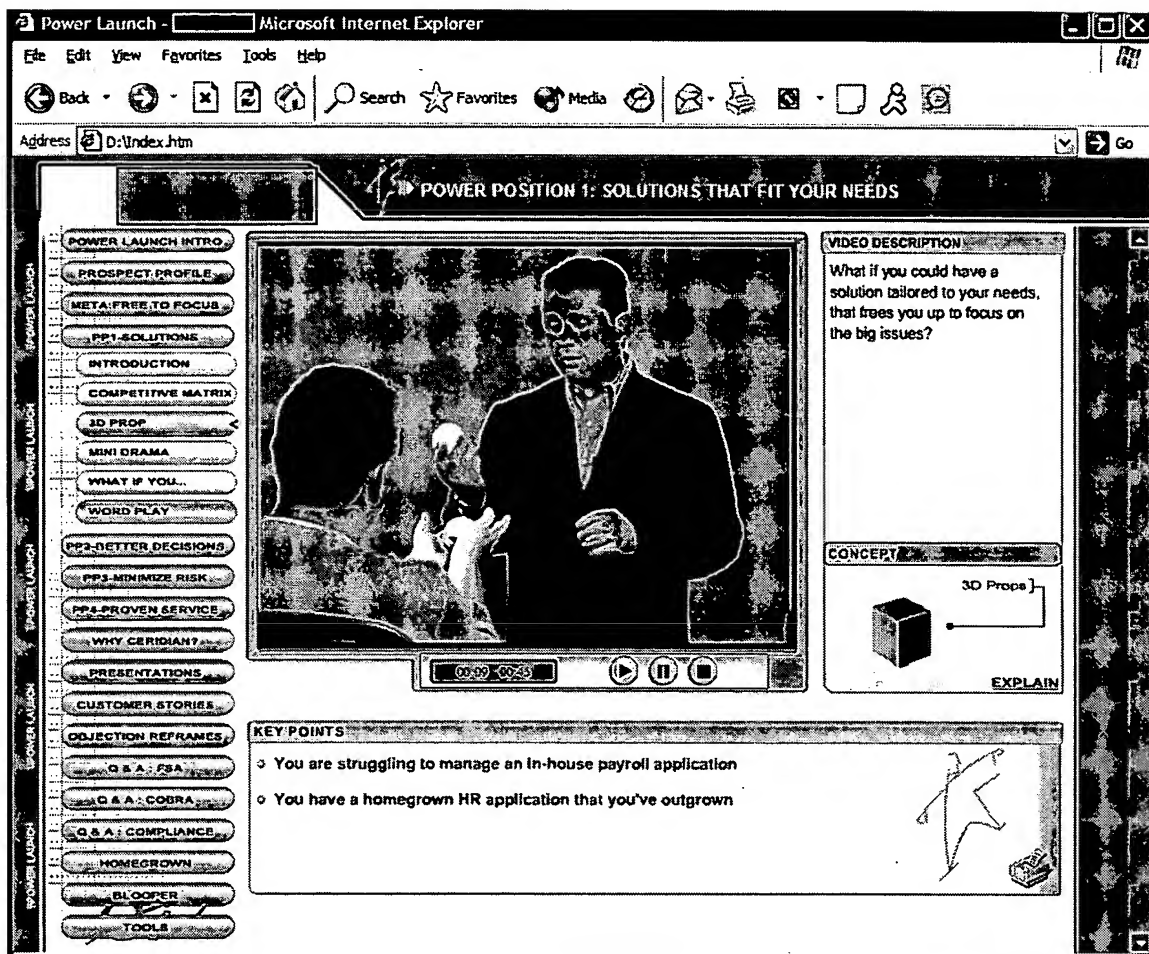 Power Launch - Microsoft Internet Explorer
File Edit View Favorites Tools Help
Back Search Favorites Media
Address D:\Index.htm Go
POWER POSITION 1: SOLUTIONS THAT FIT YOUR NEEDS
POWER LAUNCH INTRO
PROSPECT PROFILE
META:FREE TO FOCUS
PP1-SOLUTIONS
INTRODUCTION
COMPETITIVE MATRIX
3D PROP <
MINI DRAMA
WHAT IF YOU...
WORD PLAY
PP2-BETTER DECISIONS
PP3-MINIMIZE RISK
PP4-PROVEN SERVICE
WHY CERIDIAN?
PRESENTATIONS
CUSTOMER STORIES
OBJECTION REFRAMES
Q & A : FSA
Q & A : COBRA
Q & A : COMPLIANCE
HOMEGROWN
BLOOPER
TOOLS
POWER LAUNCH
POWER LAUNCH
POWER LAUNCH
POWER LAUNCH
POWER LAUNCH
00:09 00:45
VIDEO DESCRIPTION
What if you could have a
solution tailored to your needs,
that frees you up to focus on
the big issues?
CONCEPT
3D Props
EXPLAIN
KEY POINTS
You are struggling to manage an in-house payroll application
You have a homegrown HR application that you've outgrown